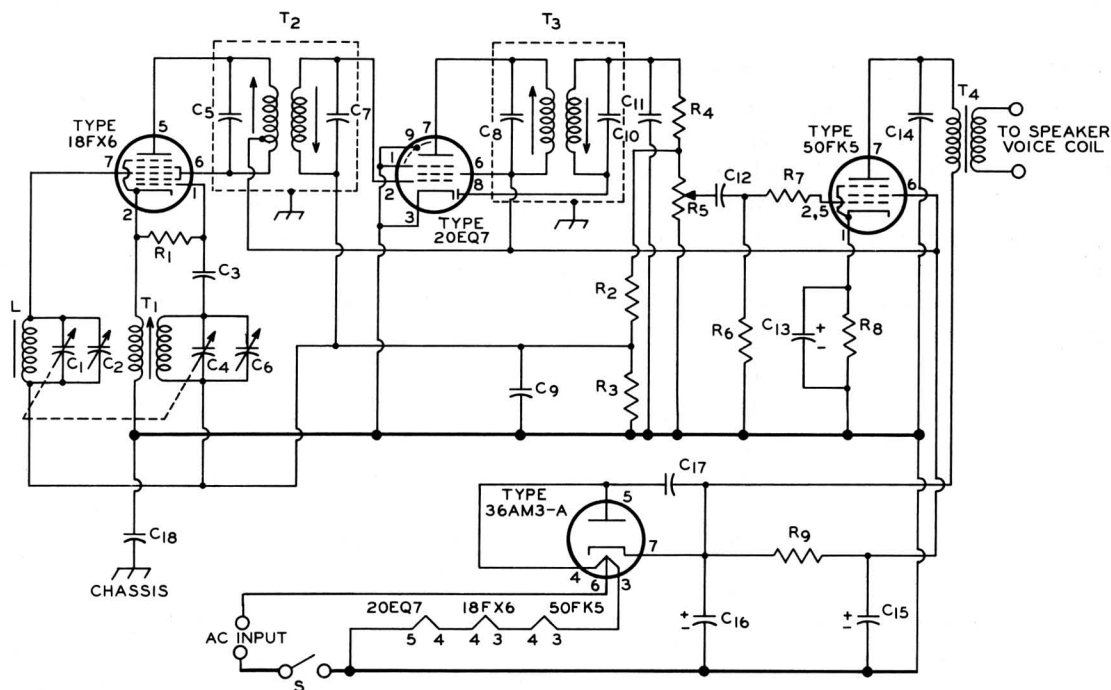 T2
T3
T4
TYPE
18FX6
5
7
6
1
2
C5
C7
9
7
1
2
3
6
8
TYPE
20EQ7
C8
C11
C10
R4
R5
C12
R7
TYPE
50FK5
7
6
2,5
1
C14
TO SPEAKER
VOICE COIL
R1
C3
L
T1
C1
C2
C4
C6
R2
R3
C9
R6
C13
+
-
R8
C18
CHASSIS
TYPE
36AM3-A
5
7
4
6
3
C17
R9
20EQ7
18FX6
50FK5
5 4 4 3 4 3
AC INPUT
S
+
-
C16
+
-
C15